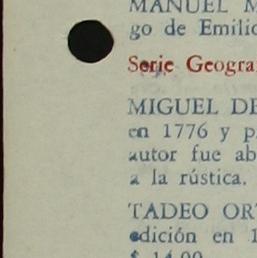 MANUEL M
go de Emilio
Serie Geogra
MIGUEL DE
en 1776 y p
autor fue ab
a la rústica.
TADEO OR
edición en 1
$ 14.00